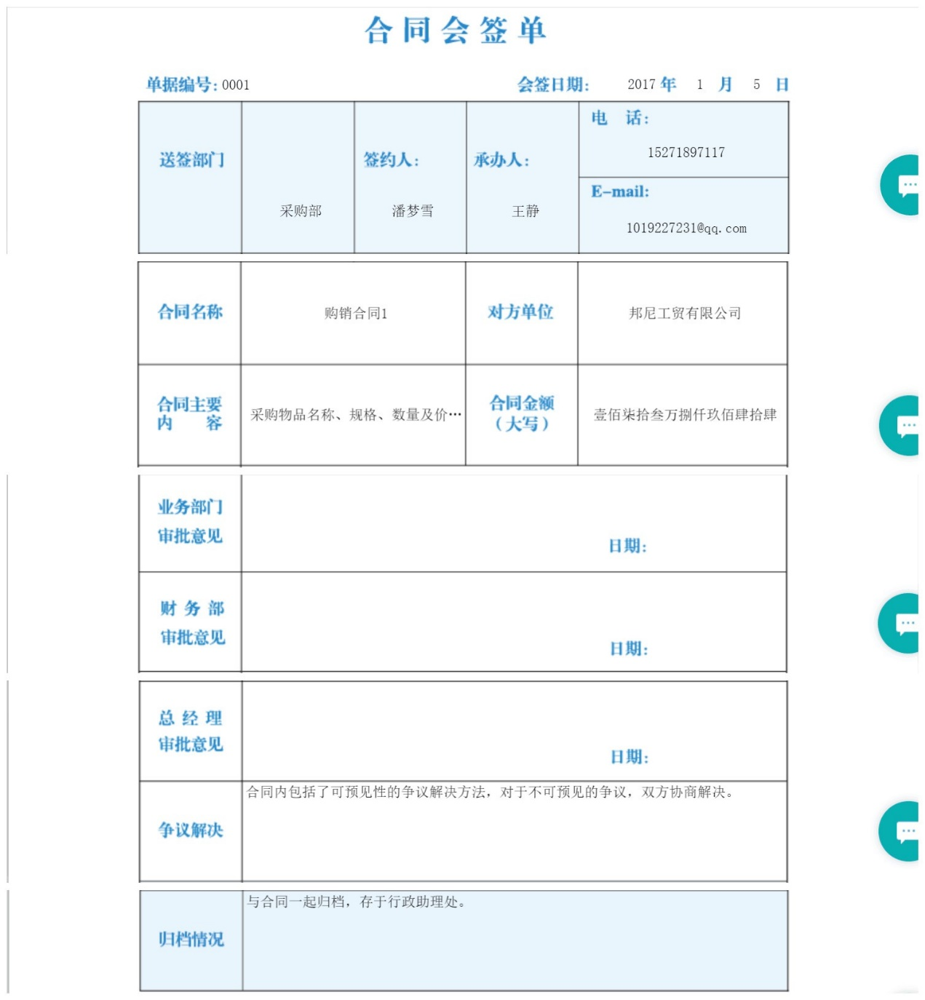 合同会签单
单据编号: 0001 会签日期: 2017 年 1 月 5 日
送签部门 采购部
签约人: 潘梦雪
承办人: 王静
电 话: 15271897117
E-mail: 1019227231@qq.com
合同名称 购销合同1 对方单位 邦尼工贸有限公司
合同主要
内 容
采购物品名称、规格、数量及价…
合同金额
（大写）
壹佰柒拾叁万捌仟玖佰肆拾肆
业务部门
审批意见
日期:
财 务 部
审批意见
日期:
总 经 理
审批意见
日期:
争议解决
合同内包括了可预见性的争议解决方法，对于不可预见的争议，双方协商解决。
归档情况
与合同一起归档，存于行政助理处。